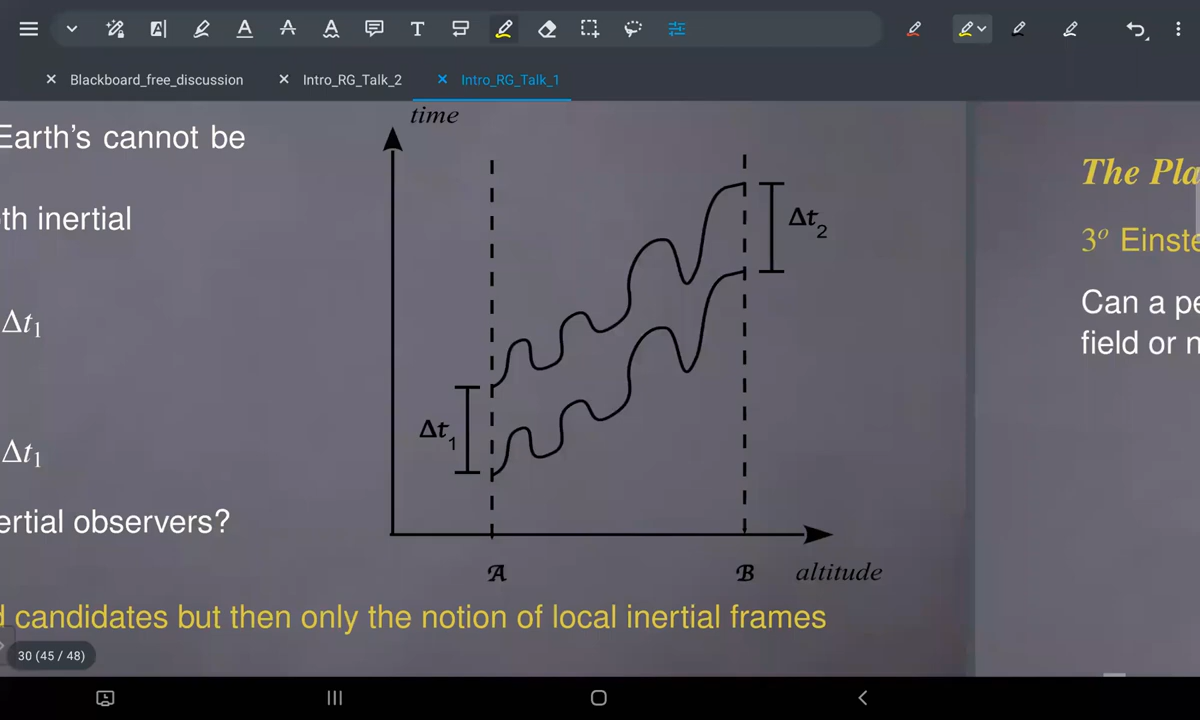 Blackboard_free_discussion
Intro_RG_Talk_2
Intro_RG_Talk_1
Earth's cannot be
th inertial
Δt₁
Δt₁
ertial observers?
candidates but then only the notion of local inertial frames
time
Δt₂
Δt₁
A
B
altitude
The Pla
3º Einste
Can a pe
field or n
30 (45 / 48)